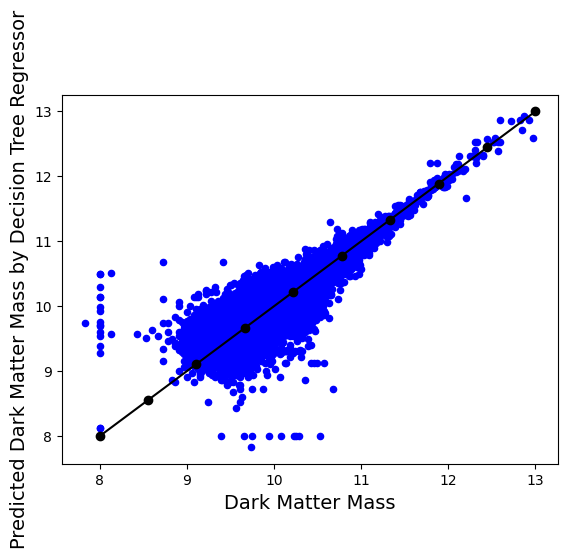 Predicted Dark Matter Mass by Decision Tree Regressor
13
12
11
10
9
8
8 9 10 11 12 13
Dark Matter Mass